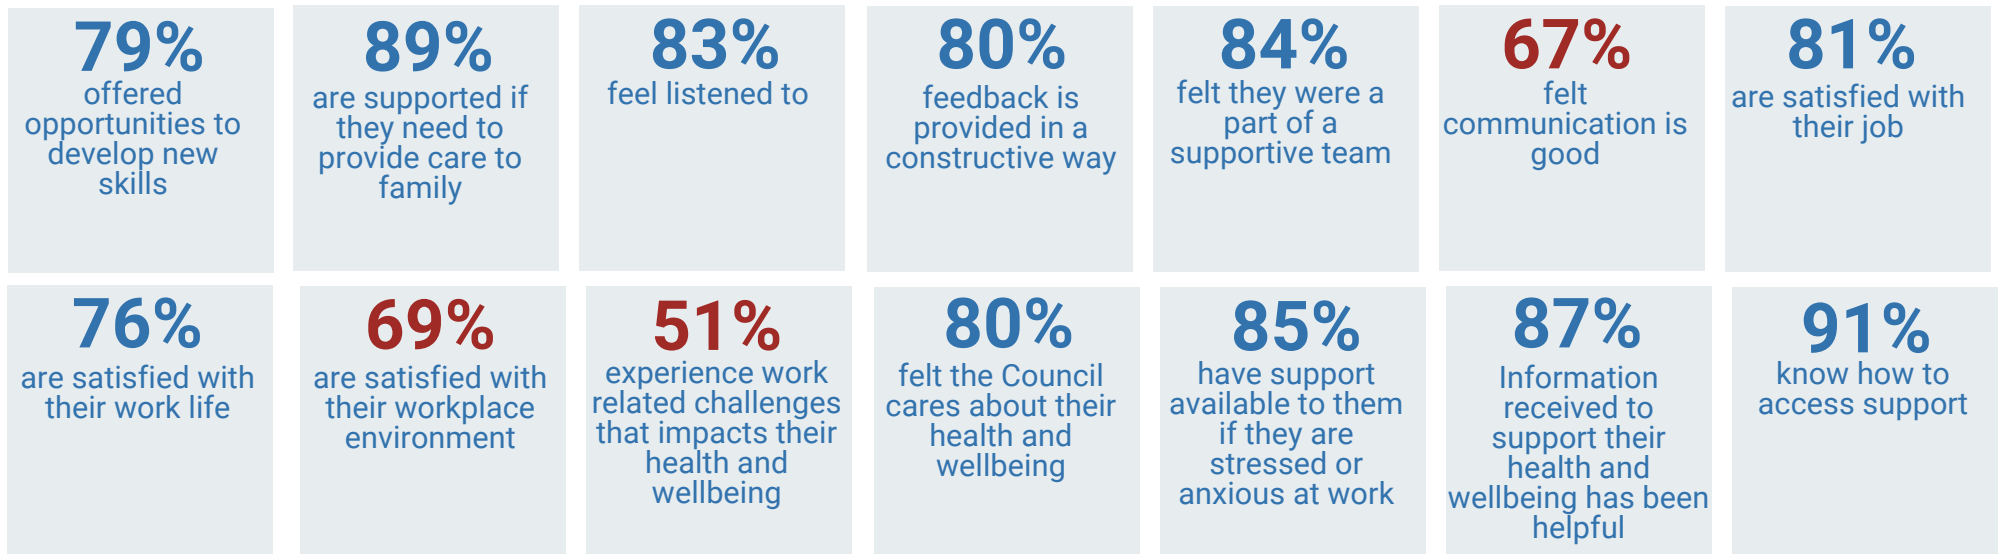 79%
offered
opportunities to
develop new
skills
89%
are supported if
they need to
provide care to
family
83%
feel listened to
80%
feedback is
provided in a
constructive way
84%
felt they were a
part of a
supportive team
67%
felt
communication is
good
81%
are satisfied with
their job
76%
are satisfied with
their work life
69%
are satisfied with
their workplace
environment
51%
experience work
related challenges
that impacts their
health and
wellbeing
80%
felt the Council
cares about their
health and
wellbeing
85%
have support
available to them
if they are
stressed or
anxious at work
87%
Information
received to
support their
health and
wellbeing has been
helpful
91%
know how to
access support